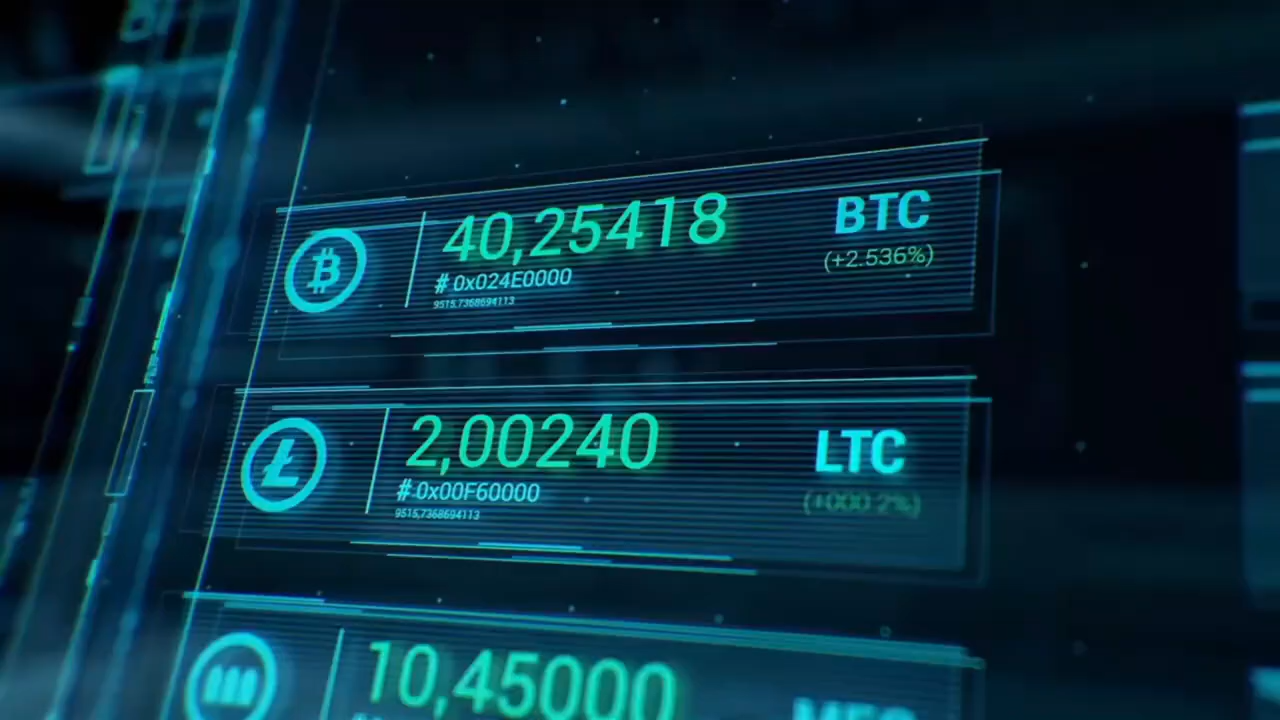 40,25418
BTC
# 0x024E0000
(+2.536%)
9515,7368694113
2,00240
LTC
# 0x00F60000
9515,7368694113
10,45000